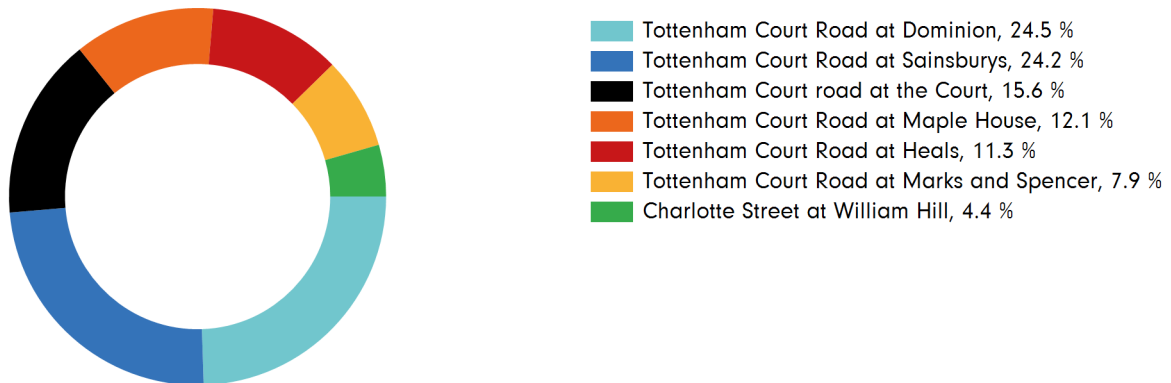 Tottenham Court Road at Dominion, 24.5 %
Tottenham Court Road at Sainsburys, 24.2 %
Tottenham Court road at the Court, 15.6 %
Tottenham Court Road at Maple House, 12.1 %
Tottenham Court Road at Heals, 11.3 %
Tottenham Court Road at Marks and Spencer, 7.9 %
Charlotte Street at William Hill, 4.4 %